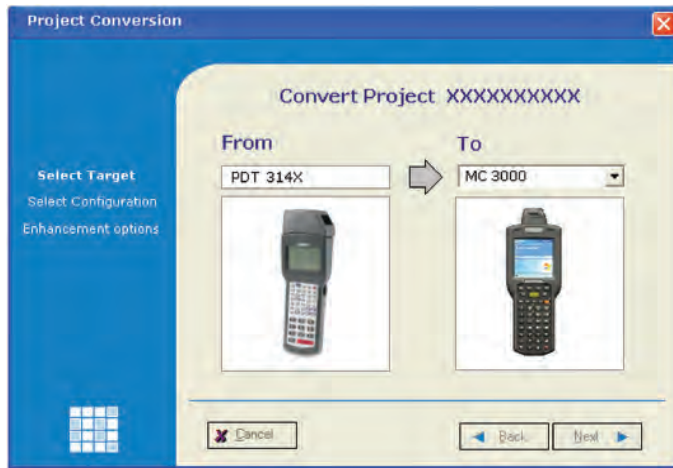 Project Conversion
Convert Project XXXXXXXXXX
From
To
Select Target
PDT 314X
MC 3000
Select Configuration
Enhancement options
Cancel
Back
Next